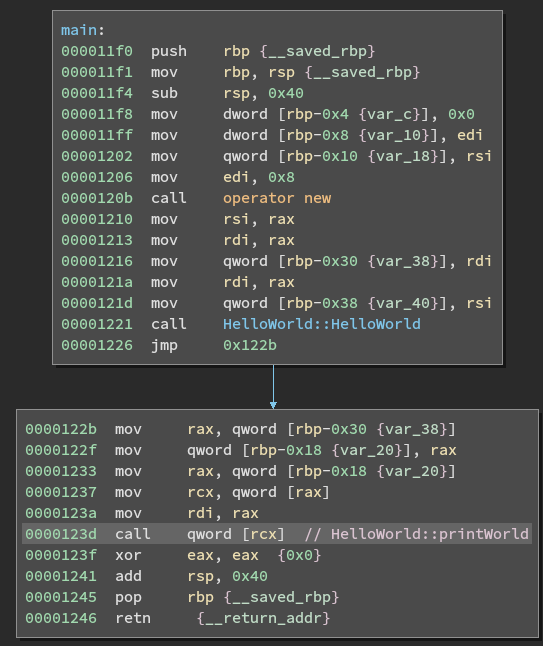 main:
000011f0 push rbp {__saved_rbp}
000011f1 mov rbp, rsp {__saved_rbp}
000011f4 sub rsp, 0x40
000011f8 mov dword [rbp-0x4 {var_c}], 0x0
000011ff mov dword [rbp-0x8 {var_10}], edi
00001202 mov qword [rbp-0x10 {var_18}], rsi
00001206 mov edi, 0x8
0000120b call operator new
00001210 mov rsi, rax
00001213 mov rdi, rax
00001216 mov qword [rbp-0x30 {var_38}], rdi
0000121a mov rdi, rax
0000121d mov qword [rbp-0x38 {var_40}], rsi
00001221 call HelloWorld::HelloWorld
00001226 jmp 0x122b
0000122b mov rax, qword [rbp-0x30 {var_38}]
0000122f mov qword [rbp-0x18 {var_20}], rax
00001233 mov rax, qword [rbp-0x18 {var_20}]
00001237 mov rcx, qword [rax]
0000123a mov rdi, rax
0000123d call qword [rcx] // HelloWorld::printWorld
0000123f xor eax, eax {0x0}
00001241 add rsp, 0x40
00001245 pop rbp {__saved_rbp}
00001246 retn {__return_addr}